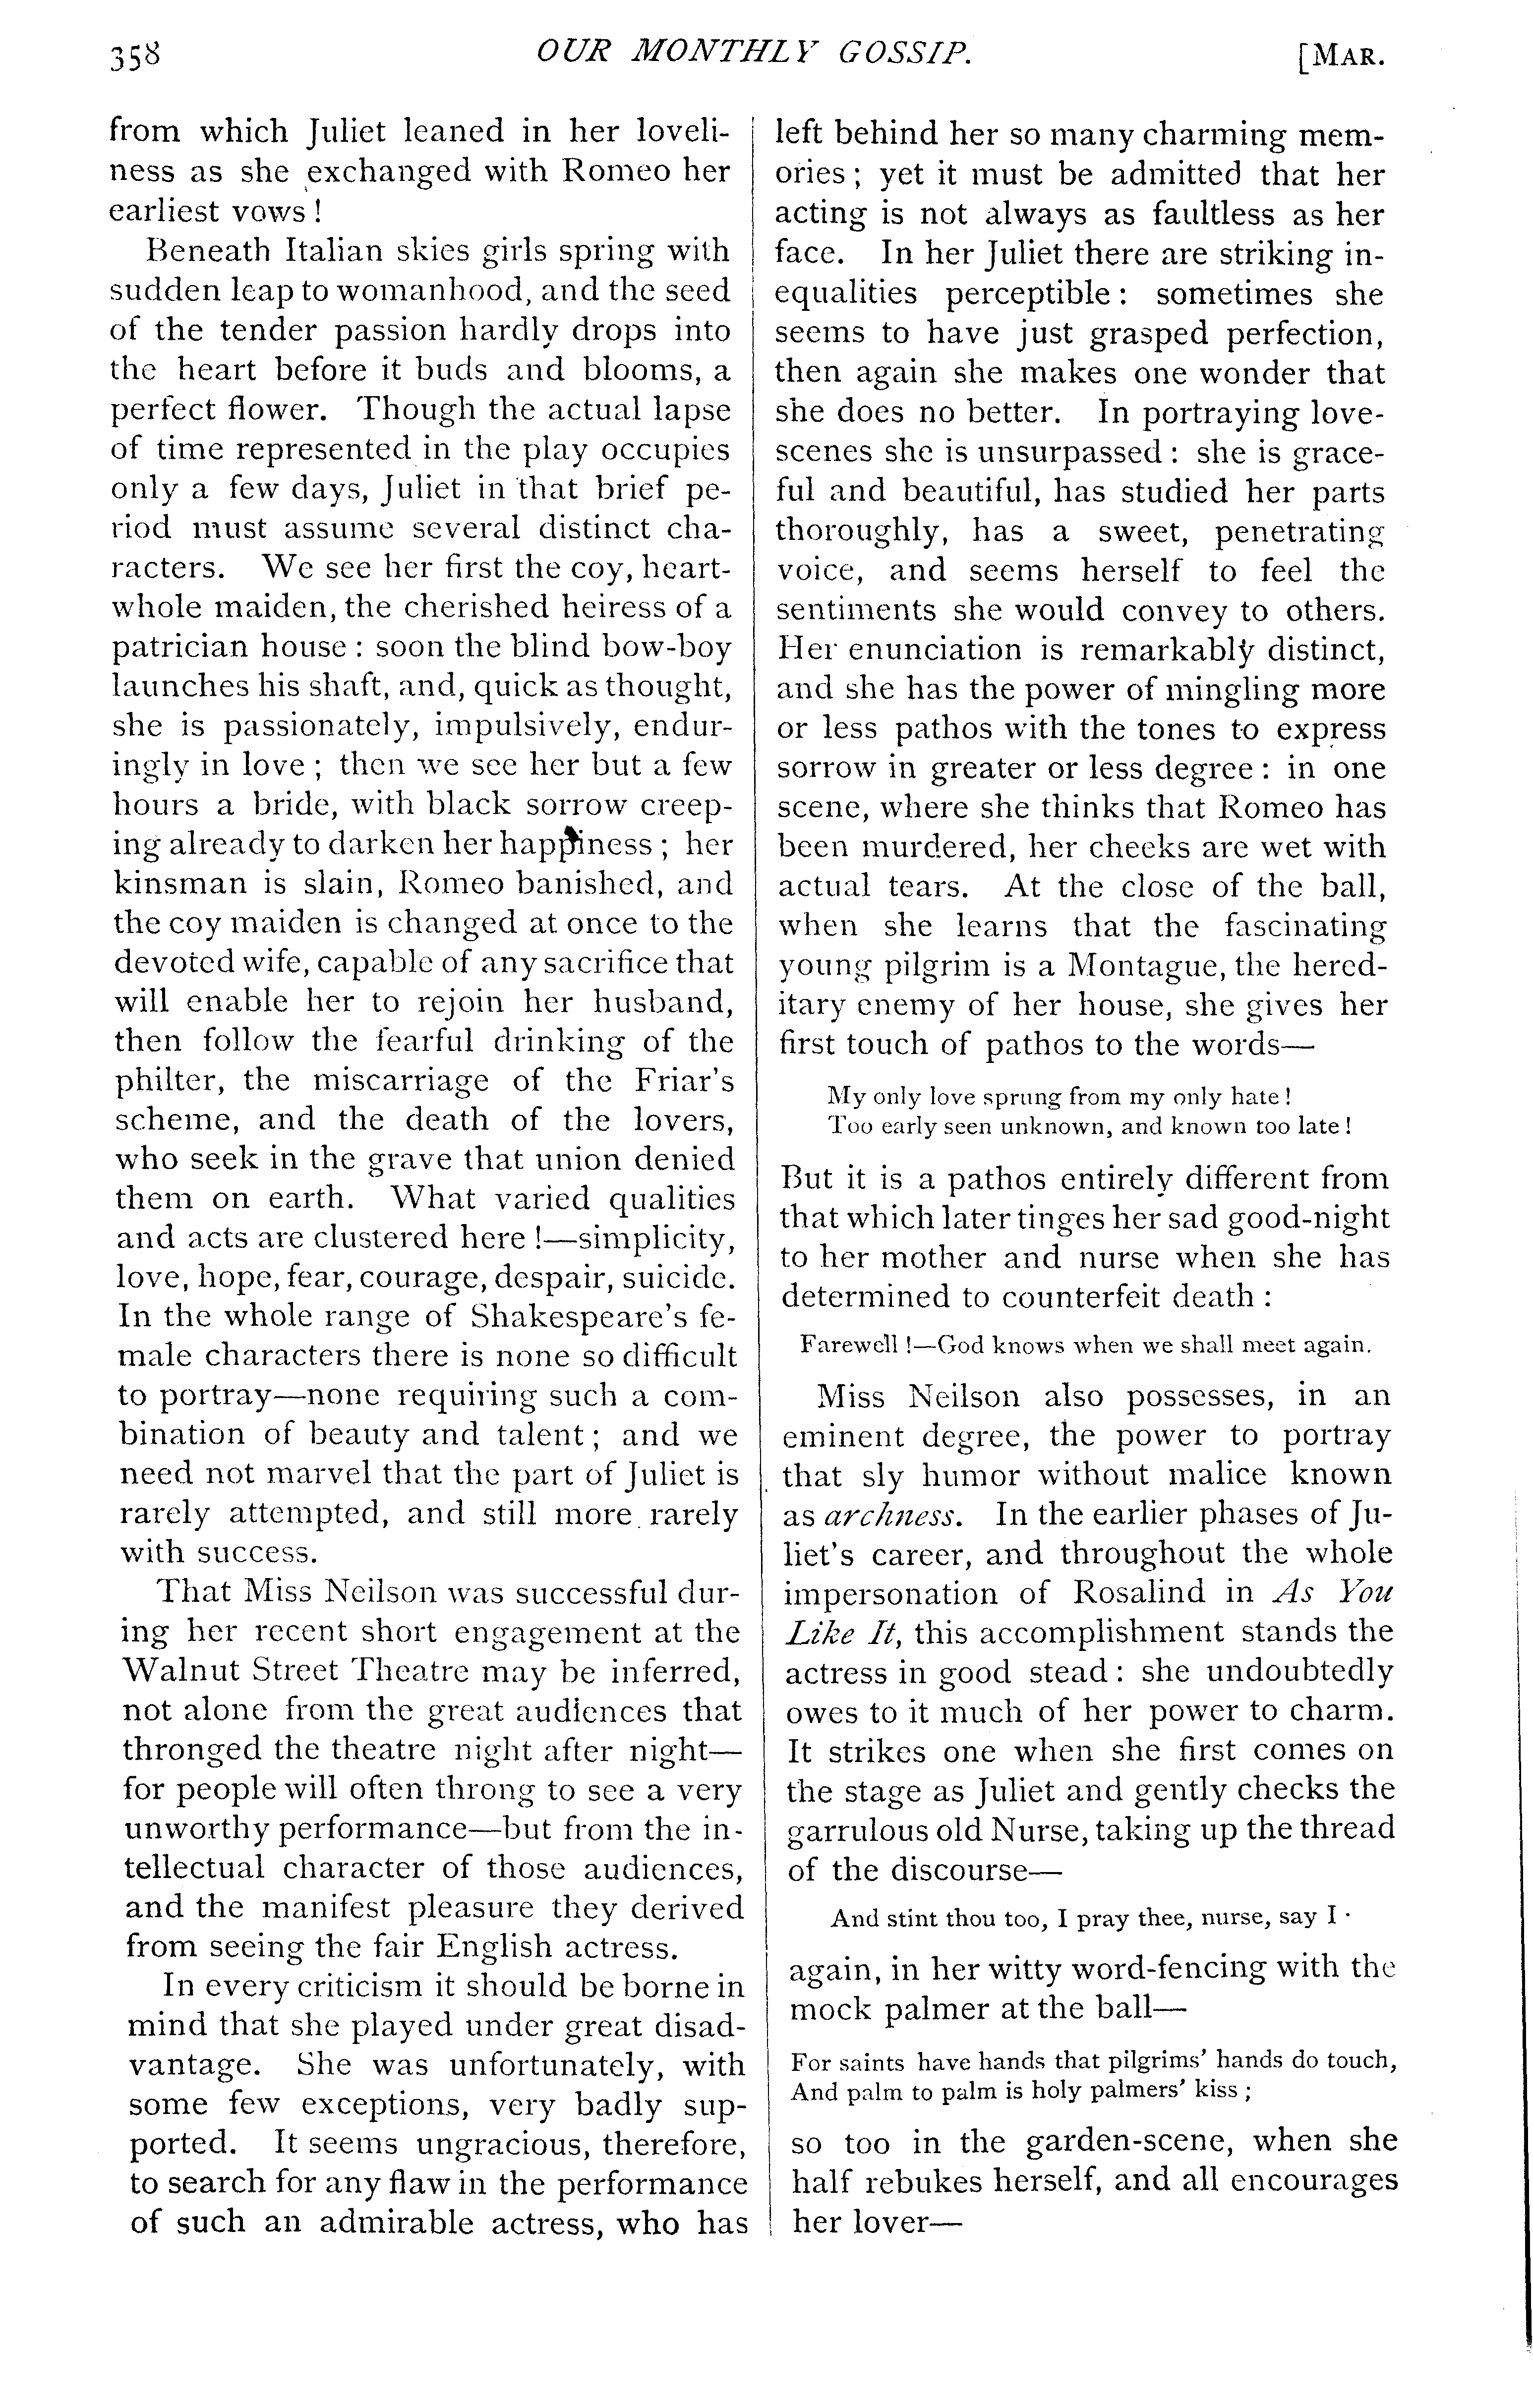 358
OUR MONTHLY GOSSIP.
[MAR.
from which Juliet leaned in her loveli-
ness as she exchanged with Romeo her
earliest vows !
Beneath Italian skies girls spring with
sudden leap to womanhood, and the seed
of the tender passion hardly drops into
the heart before it buds and blooms, a
perfect flower. Though the actual lapse
of time represented in the play occupies
only a few days, Juliet in that brief pe-
riod must assume several distinct cha-
racters. We see her first the coy, heart-
whole maiden, the cherished heiress of a
patrician house : soon the blind bow-boy
launches his shaft, and, quick as thought,
she is passionately, impulsively, endur-
ingly in love ; then we see her but a few
hours a bride, with black sorrow creep-
ing already to darken her happiness ; her
kinsman is slain, Romeo banished, and
the coy maiden is changed at once to the
devoted wife, capable of any sacrifice that
will enable her to rejoin her husband,
then follow the fearful drinking of the
philter, the miscarriage of the Friar's
scheme, and the death of the lovers,
who seek in the grave that union denied
them on earth. What varied qualities
and acts are clustered here !—simplicity,
love, hope, fear, courage, despair, suicide.
In the whole range of Shakespeare's fe-
male characters there is none so difficult
to portray—none requiring such a com-
bination of beauty and talent ; and we
need not marvel that the part of Juliet is
rarely attempted, and still more rarely
with success.
That Miss Neilson was successful dur-
ing her recent short engagement at the
Walnut Street Theatre may be inferred,
not alone from the great audiences that
thronged the theatre night after night—
for people will often throng to see a very
unworthy performance—but from the in-
tellectual character of those audiences,
and the manifest pleasure they derived
from seeing the fair English actress.
In every criticism it should be borne in
mind that she played under great disad-
vantage. She was unfortunately, with
some few exceptions, very badly sup-
ported. It seems ungracious, therefore,
to search for any flaw in the performance
of such an admirable actress, who has
left behind her so many charming mem-
ories ; yet it must be admitted that her
acting is not always as faultless as her
face. In her Juliet there are striking in-
equalities perceptible : sometimes she
seems to have just grasped perfection,
then again she makes one wonder that
she does no better. In portraying love-
scenes she is unsurpassed : she is grace-
ful and beautiful, has studied her parts
thoroughly, has a sweet, penetrating
voice, and seems herself to feel the
sentiments she would convey to others.
Her enunciation is remarkably distinct,
and she has the power of mingling more
or less pathos with the tones to express
sorrow in greater or less degree : in one
scene, where she thinks that Romeo has
been murdered, her cheeks are wet with
actual tears. At the close of the ball,
when she learns that the fascinating
young pilgrim is a Montague, the hered-
itary enemy of her house, she gives her
first touch of pathos to the words—
My only love sprung from my only hate !
Too early seen unknown, and known too late !
But it is a pathos entirely different from
that which later tinges her sad good-night
to her mother and nurse when she has
determined to counterfeit death :
Farewell !—God knows when we shall meet again.
Miss Neilson also possesses, in an
eminent degree, the power to portray
that sly humor without malice known
as archness. In the earlier phases of Ju-
liet's career, and throughout the whole
impersonation of Rosalind in As You
Like It, this accomplishment stands the
actress in good stead : she undoubtedly
owes to it much of her power to charm.
It strikes one when she first comes on
the stage as Juliet and gently checks the
garrulous old Nurse, taking up the thread
of the discourse—
And stint thou too, I pray thee, nurse, say I ·
again, in her witty word-fencing with the
mock palmer at the ball—
For saints have hands that pilgrims' hands do touch,
And palm to palm is holy palmers' kiss ;
so too in the garden-scene, when she
half rebukes herself, and all encourages
her lover—